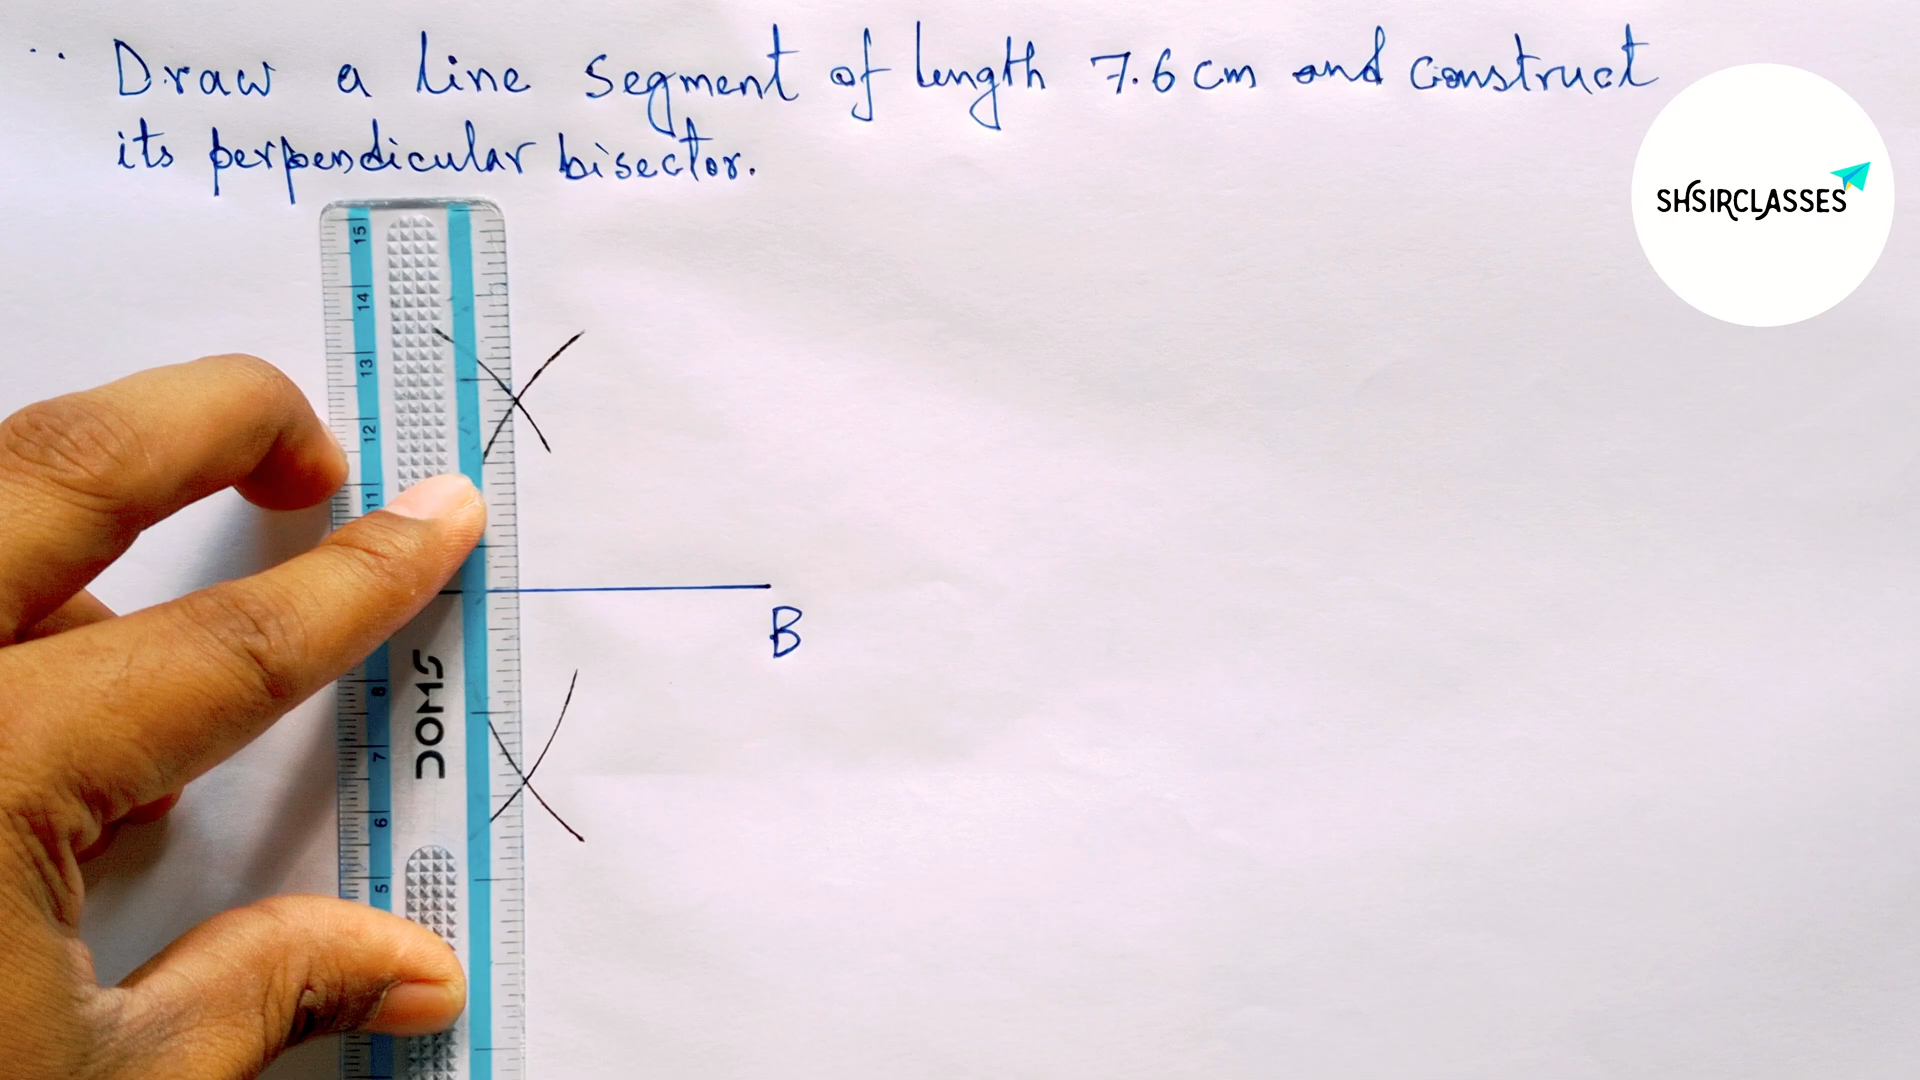 Draw a line segment of length 7.6 cm and construct
its perpendicular bisector.
SHSIRCLASSES
15
14
13
12
11
B
8
DOMS
7
6
5